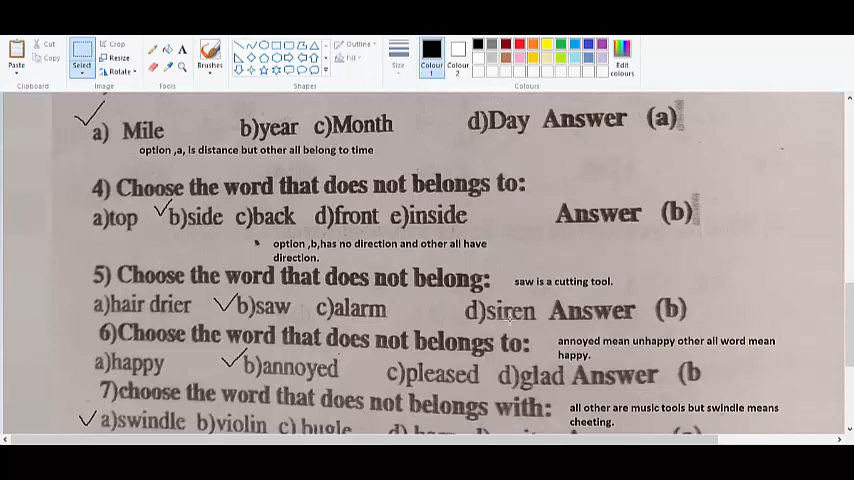 Cut
Copy
Paste
Clipboard
Select
Crop
Resize
Rotate
Image
A
Tools
Brushes
Shapes
Outline
Fill
Size
Colour 1
Colour 2
Edit colours
Colours
a) Mile b)year c)Month d)Day Answer (a)
option ,a, is distance but other all belong to time
4) Choose the word that does not belongs to:
a)top b)side c)back d)front e)inside Answer (b)
option ,b,has no direction and other all have
direction.
5) Choose the word that does not belong: saw is a cutting tool.
a)hair drier b)saw c)alarm d)siren Answer (b)
6)Choose the word that does not belongs to: annoyed mean unhappy other all word mean
happy.
a)happy b)annoyed c)pleased d)glad Answer (b
7)choose the word that does not belongs with: all other are music tools but swindle means
cheeting.
a)swindle b)violin c) bugle